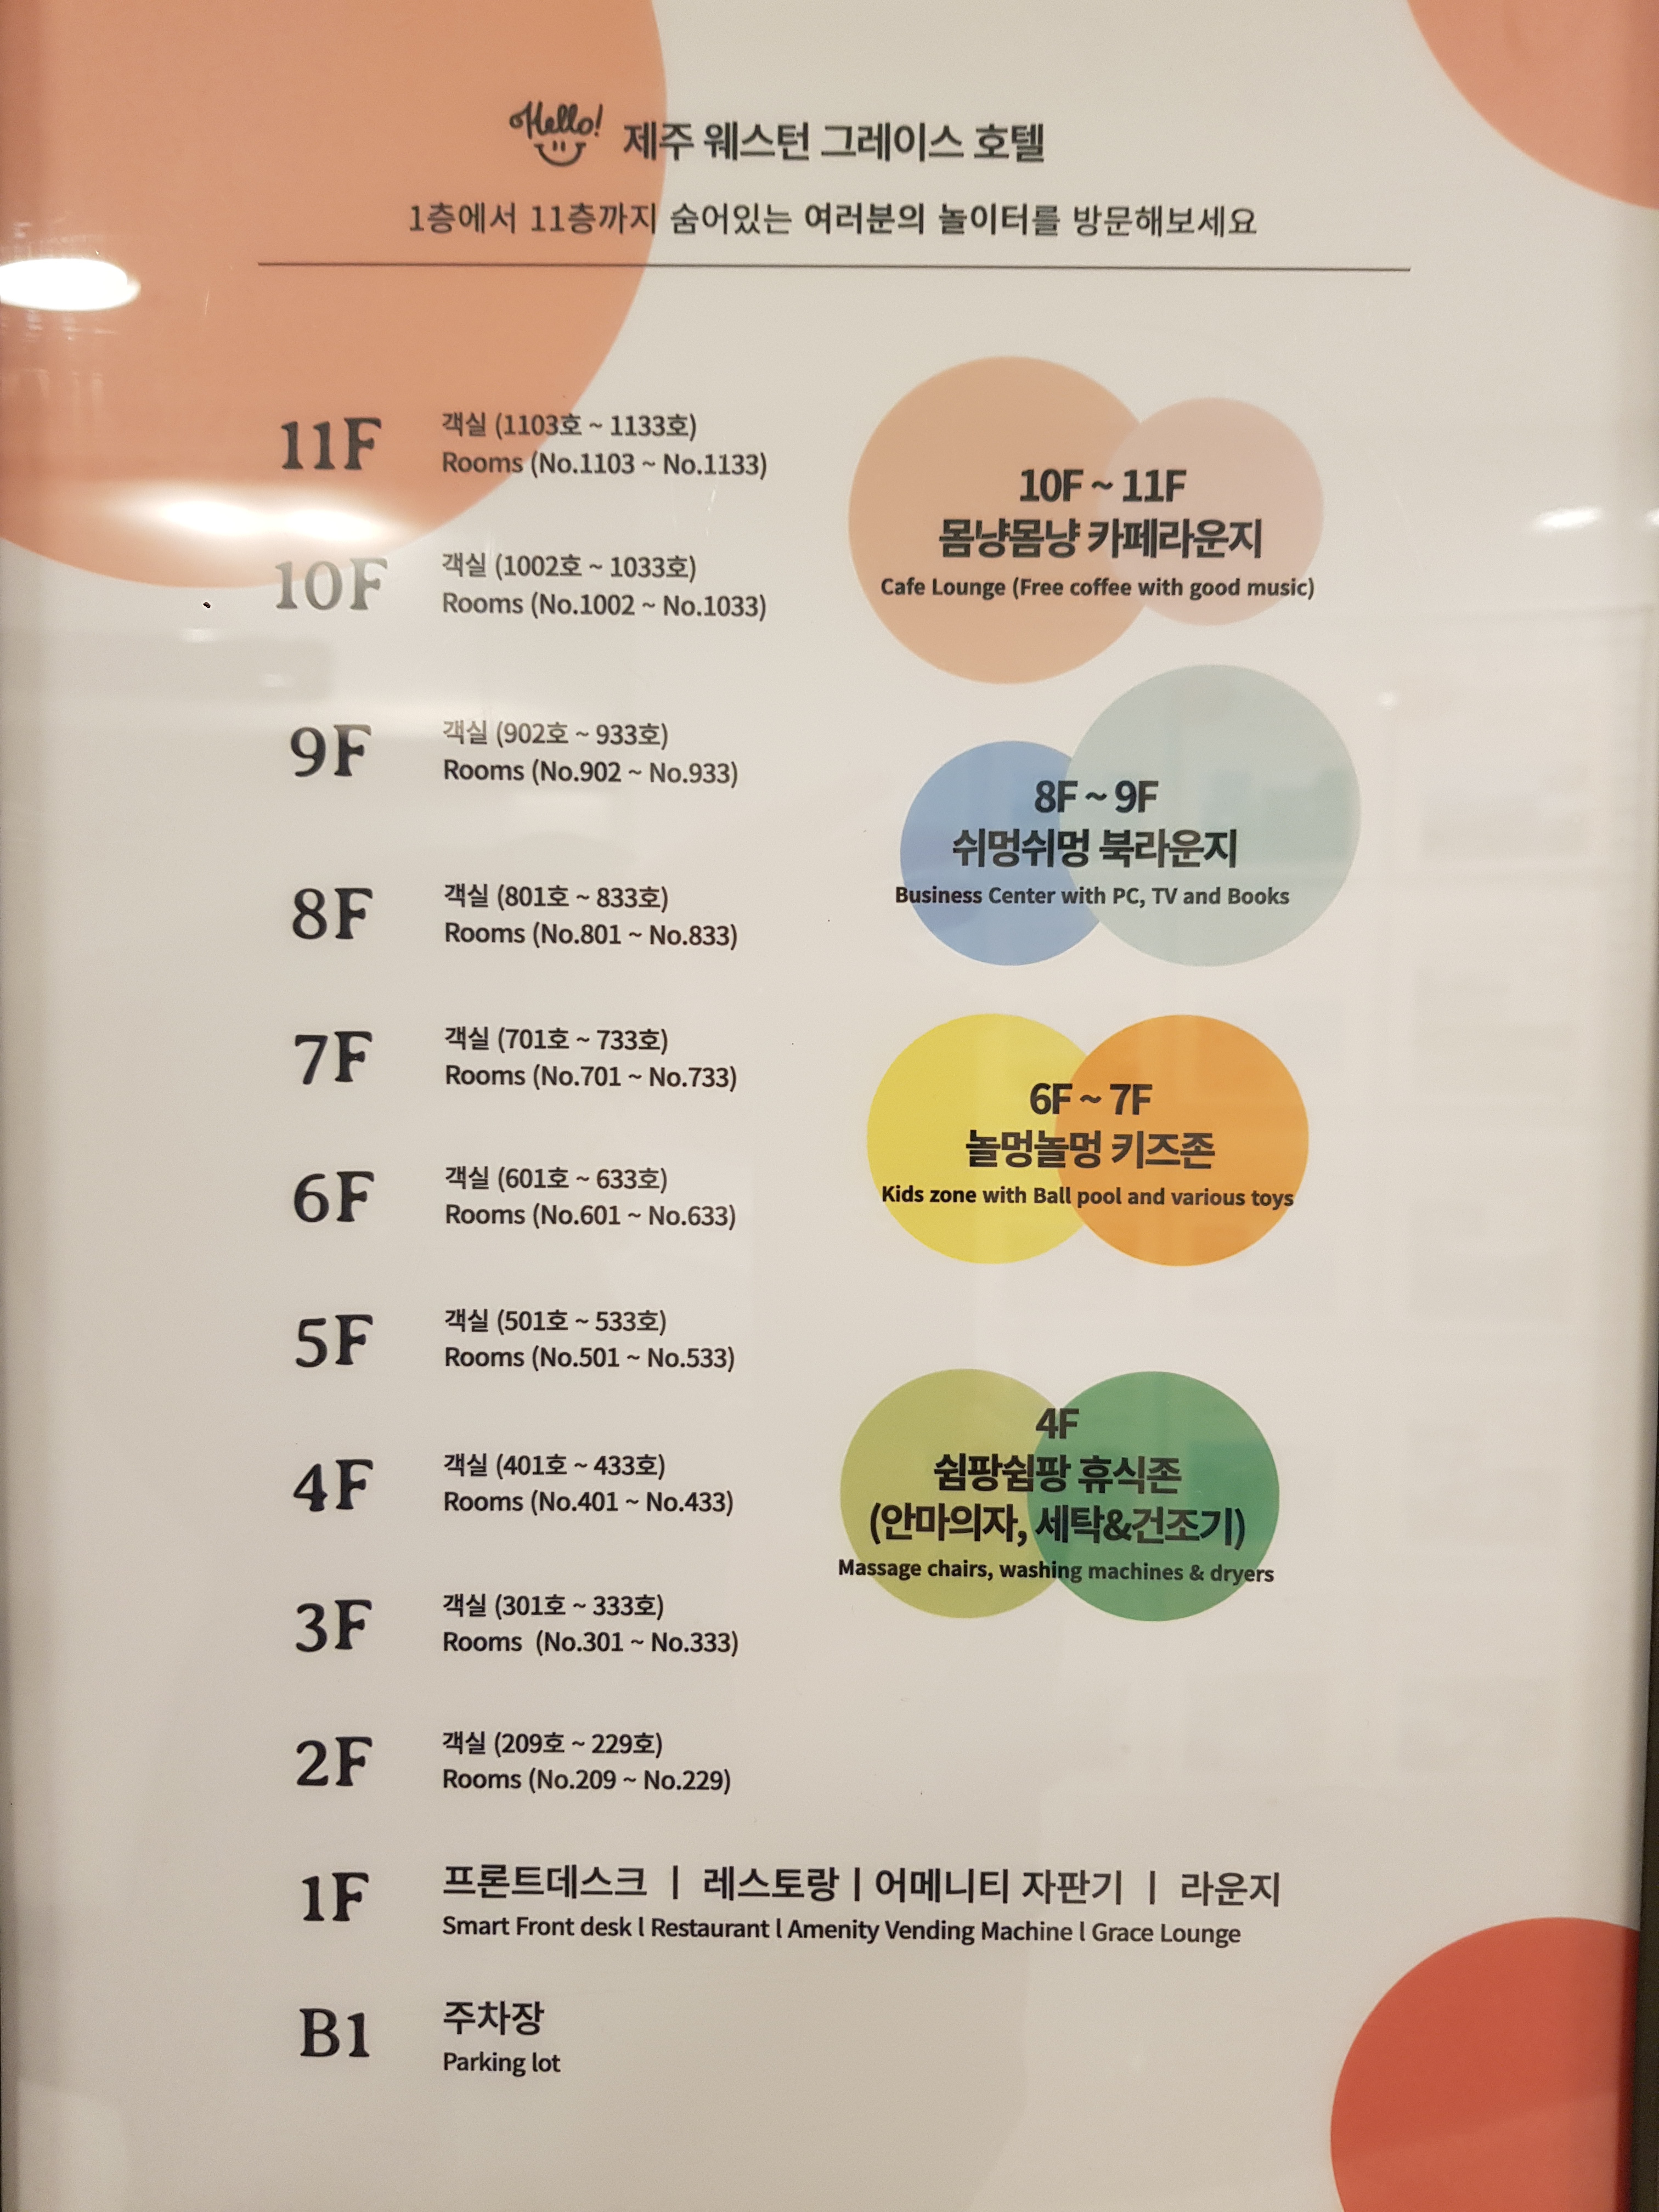 Hello! 제주 웨스턴 그레이스 호텔
1층에서 11층까지 숨어있는 여러분의 놀이터를 방문해보세요
11F
객실 (1103호 ~ 1133호)
Rooms (No.1103 ~ No.1133)
10F ~ 11F
몸냥몸냥 카페라운지
Cafe Lounge (Free coffee with good music)
10F
객실 (1002호 ~ 1033호)
Rooms (No.1002 ~ No.1033)
9F
객실 (902호 ~ 933호)
Rooms (No.902 ~ No.933)
8F ~ 9F
쉬멍쉬멍 북라운지
Business Center with PC, TV and Books
8F
객실 (801호 ~ 833호)
Rooms (No.801 ~ No.833)
7F
객실 (701호 ~ 733호)
Rooms (No.701 ~ No.733)
6F ~ 7F
놀멍놀멍 키즈존
Kids zone with Ball pool and various toys
6F
객실 (601호 ~ 633호)
Rooms (No.601 ~ No.633)
5F
객실 (501호 ~ 533호)
Rooms (No.501 ~ No.533)
4F
쉼팡쉼팡 휴식존
(안마의자, 세탁&건조기)
Massage chairs, washing machines & dryers
4F
객실 (401호 ~ 433호)
Rooms (No.401 ~ No.433)
3F
객실 (301호 ~ 333호)
Rooms (No.301 ~ No.333)
2F
객실 (209호 ~ 229호)
Rooms (No.209 ~ No.229)
1F
프론트데스크 ㅣ 레스토랑ㅣ어메니티 자판기 ㅣ 라운지
Smart Front desk l Restaurant l Amenity Vending Machine l Grace Lounge
B1
주차장
Parking lot